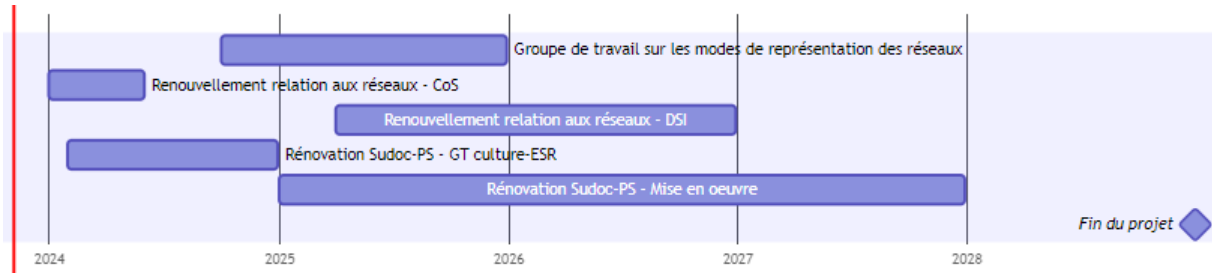 Groupe de travail sur les modes de représentation des réseaux
Renouvellement relation aux réseaux - CoS
Renouvellement relation aux réseaux - DSI
Rénovation Sudoc-PS - GT culture-ESR
Rénovation Sudoc-PS - Mise en oeuvre
Fin du projet
2024 2025 2026 2027 2028